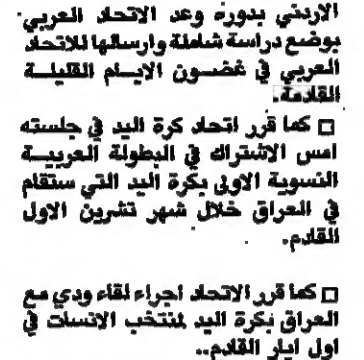 الاردني بدوره وعد الاتحاد العربي
بوضع دراسة شاملة وارسالها للاتحاد
العربي في غضون الايام القليلة
القادمة.
□ كما قرر اتحاد كرة اليد في جلسته
امس الاشتراك في البطولة العربية
النسوية الاولى بكرة اليد التي ستقام
في العراق خلال شهر تشرين الاول
القادم.
□ كما قرر الاتحاد اجراء لقاء ودي مع
العراق بكرة اليد لمنتخب الانسات في
اول ايار القادم..